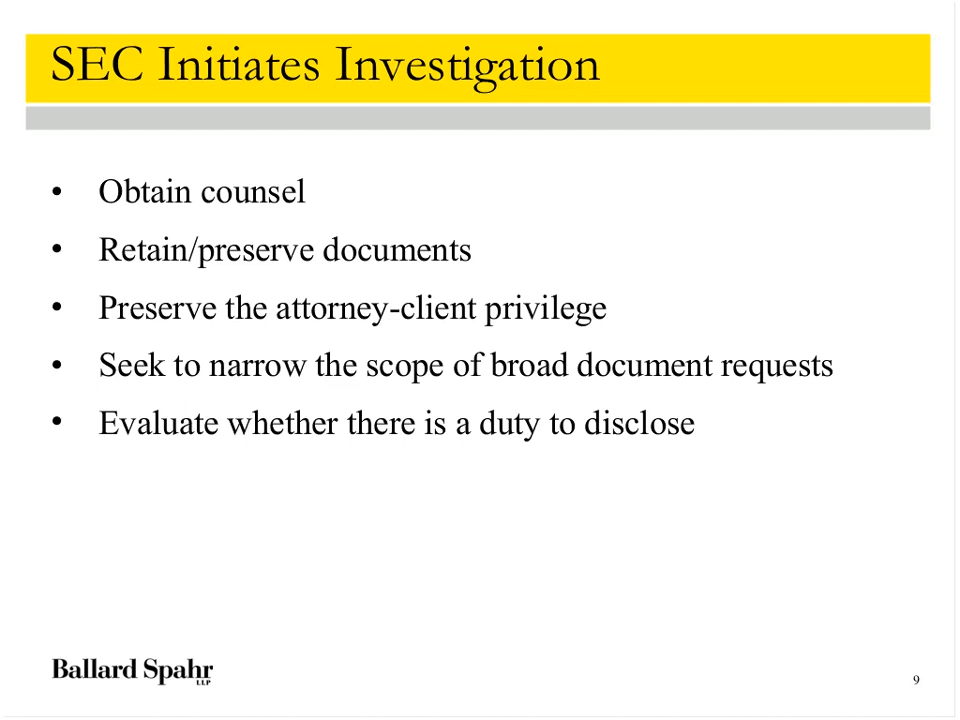 SEC Initiates Investigation
• Obtain counsel
• Retain/preserve documents
• Preserve the attorney-client privilege
• Seek to narrow the scope of broad document requests
• Evaluate whether there is a duty to disclose
Ballard Spahr
LLP
9